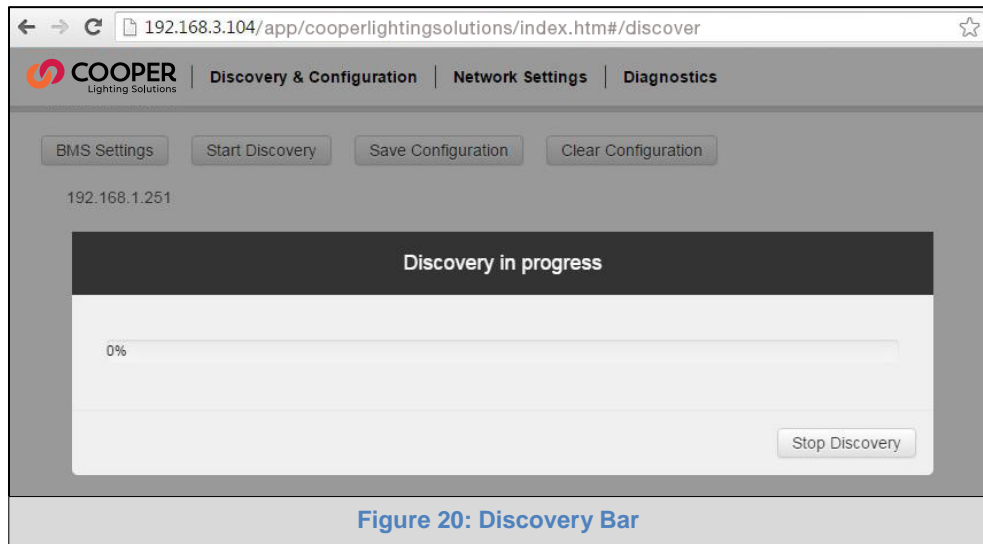 192.168.3.104/app/cooperlightingsolutions/index.htm#/discover
COOPER
Lighting Solutions
Discovery & Configuration Network Settings Diagnostics
BMS Settings Start Discovery Save Configuration Clear Configuration
192.168.1.251
Discovery in progress
0%
Stop Discovery
Figure 20: Discovery Bar